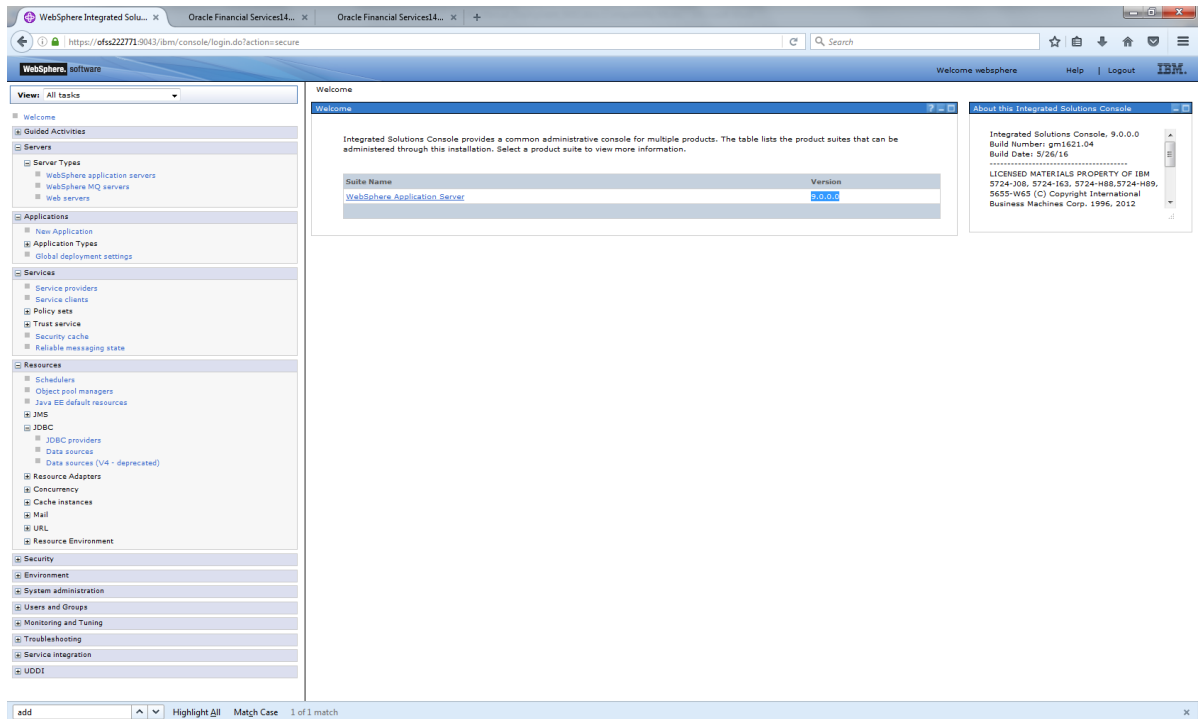 WebSphere Integrated Solu... ×
Oracle Financial Services14... ×
Oracle Financial Services14... ×
+
https://ofss222771:9043/ibm/console/login.do?action=secure
Search
WebSphere. software
Welcome websphere
Help | Logout
IBM.
View: All tasks
Welcome
Guided Activities
Servers
Server Types
WebSphere application servers
WebSphere MQ servers
Web servers
Applications
New Application
Application Types
Global deployment settings
Services
Service providers
Service clients
Policy sets
Trust service
Security cache
Reliable messaging state
Resources
Schedulers
Object pool managers
Java EE default resources
JMS
JDBC
JDBC providers
Data sources
Data sources (V4 - deprecated)
Resource Adapters
Concurrency
Cache instances
Mail
URL
Resource Environment
Security
Environment
System administration
Users and Groups
Monitoring and Tuning
Troubleshooting
Service integration
UDDI
Welcome
Welcome
Integrated Solutions Console provides a common administrative console for multiple products. The table lists the product suites that can be
administered through this installation. Select a product suite to view more information.
Suite Name Version
WebSphere Application Server 9.0.0.0
About this Integrated Solutions Console
Integrated Solutions Console, 9.0.0.0
Build Number: gm1621.04
Build Date: 5/26/16
----------------------------------
LICENSED MATERIALS PROPERTY OF IBM
5724-J08, 5724-I63, 5724-H88,5724-H89,
5655-W65 (C) Copyright International
Business Machines Corp. 1996, 2012
add
Highlight All Match Case 1 of 1 match